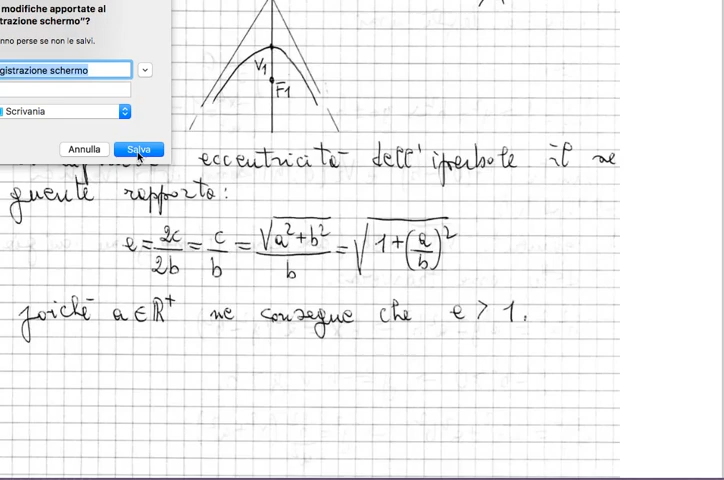 modifiche apportate al
trazione schermo"?
nno perse se non le salvi.
gistrazione schermo
Scrivania
Annulla Salva
V1
F1
eccentricità dell'iperbole il se
guente rapporto:
e = 2c/2b = c/b = √(a²+b²)/b = √(1+(a/b)²)
poiché a ∈ ℝ⁺ ne consegue che e > 1.